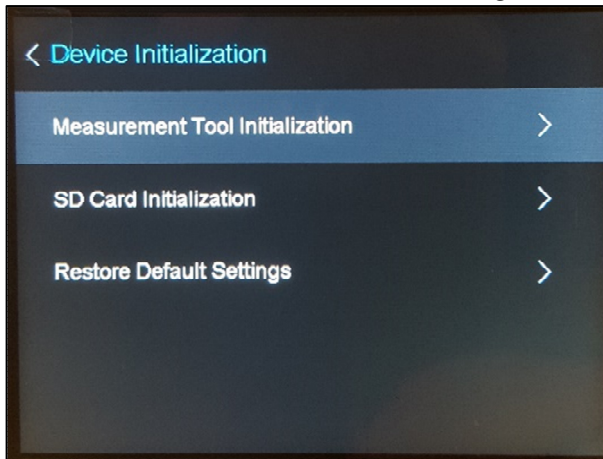 Device Initialization
Measurement Tool Initialization
SD Card Initialization
Restore Default Settings